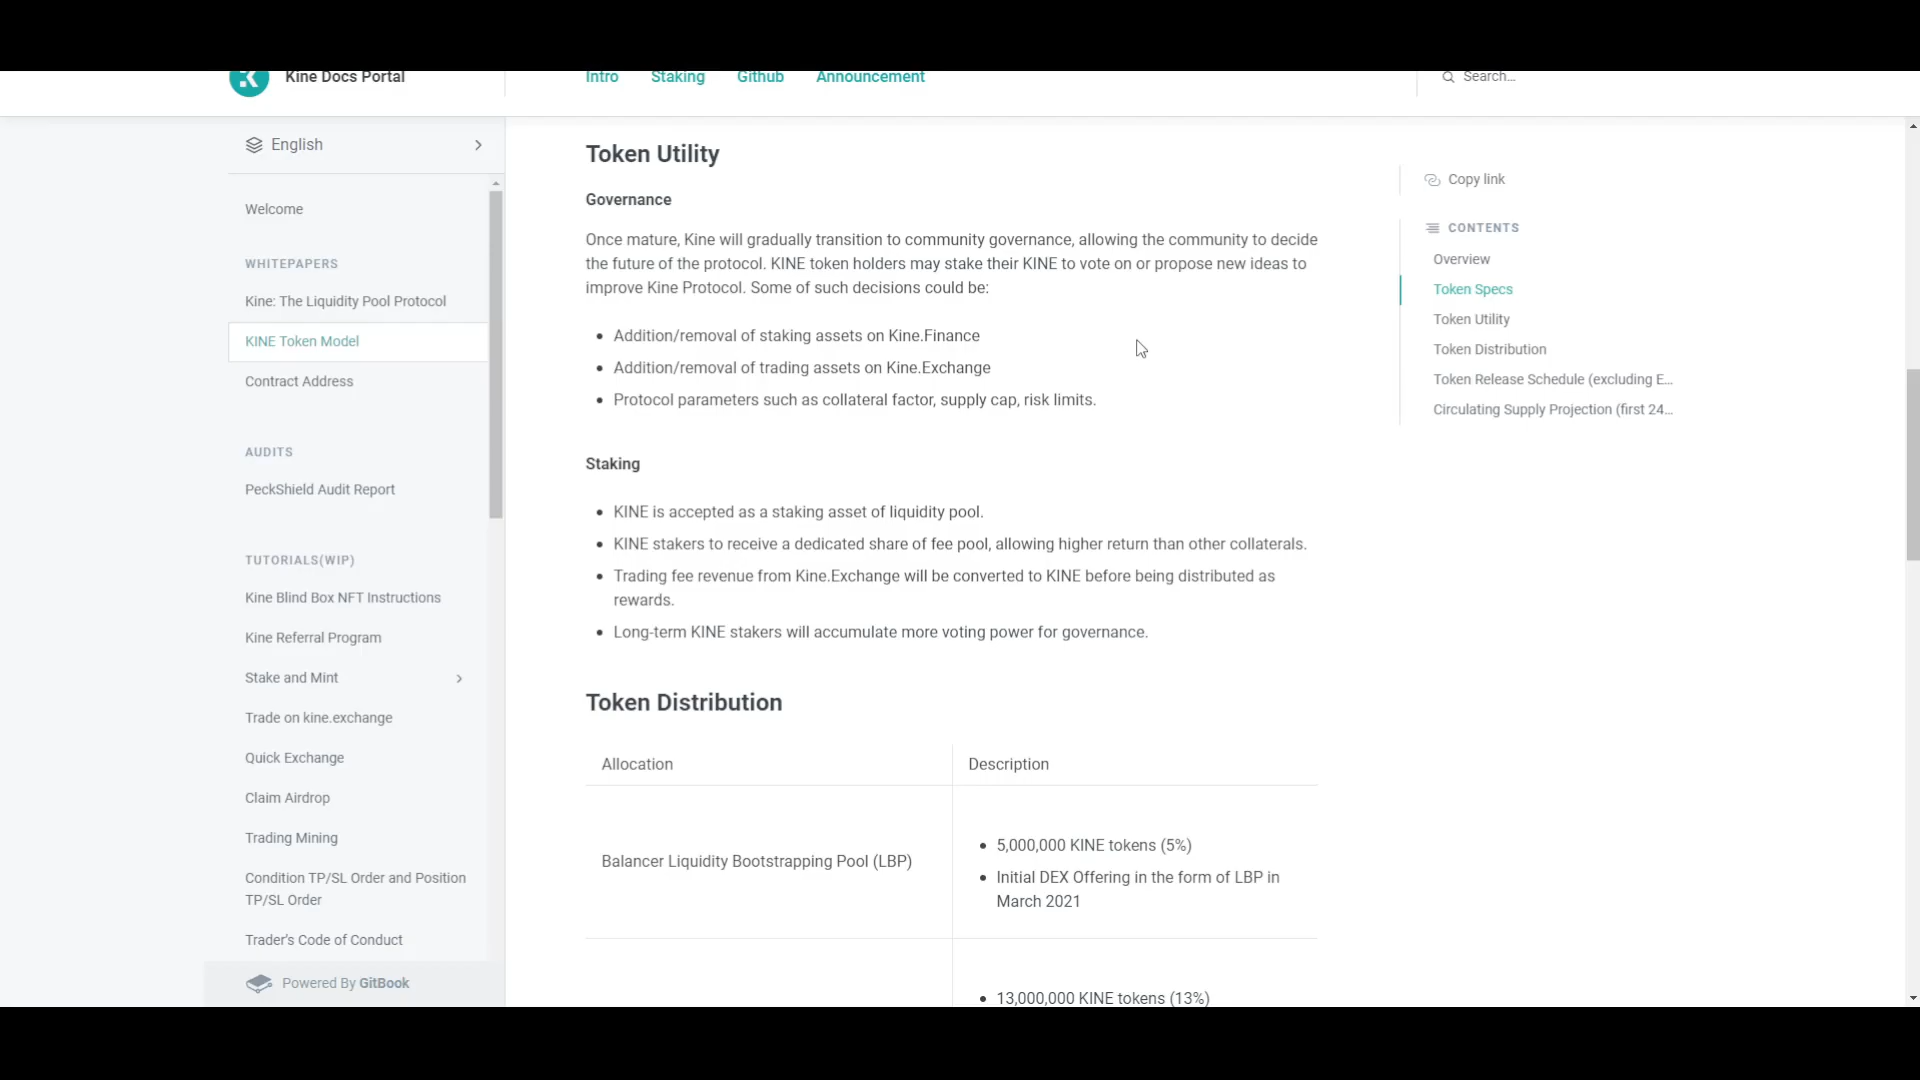 Kine Docs Portal
Intro
Staking
Github
Announcement
Search...
English
Welcome
WHITEPAPERS
Kine: The Liquidity Pool Protocol
KINE Token Model
Contract Address
AUDITS
PeckShield Audit Report
TUTORIALS(WIP)
Kine Blind Box NFT Instructions
Kine Referral Program
Stake and Mint
Trade on kine.exchange
Quick Exchange
Claim Airdrop
Trading Mining
Condition TP/SL Order and Position
TP/SL Order
Trader's Code of Conduct
Powered By GitBook
Token Utility
Governance
Once mature, Kine will gradually transition to community governance, allowing the community to decide
the future of the protocol. KINE token holders may stake their KINE to vote on or propose new ideas to
improve Kine Protocol. Some of such decisions could be:
Addition/removal of staking assets on Kine.Finance
Addition/removal of trading assets on Kine.Exchange
Protocol parameters such as collateral factor, supply cap, risk limits.
Staking
KINE is accepted as a staking asset of liquidity pool.
KINE stakers to receive a dedicated share of fee pool, allowing higher return than other collaterals.
Trading fee revenue from Kine.Exchange will be converted to KINE before being distributed as
rewards.
Long-term KINE stakers will accumulate more voting power for governance.
Token Distribution
Allocation
Description
Balancer Liquidity Bootstrapping Pool (LBP)
5,000,000 KINE tokens (5%)
Initial DEX Offering in the form of LBP in
March 2021
13,000,000 KINE tokens (13%)
Copy link
CONTENTS
Overview
Token Specs
Token Utility
Token Distribution
Token Release Schedule (excluding E...
Circulating Supply Projection (first 24...